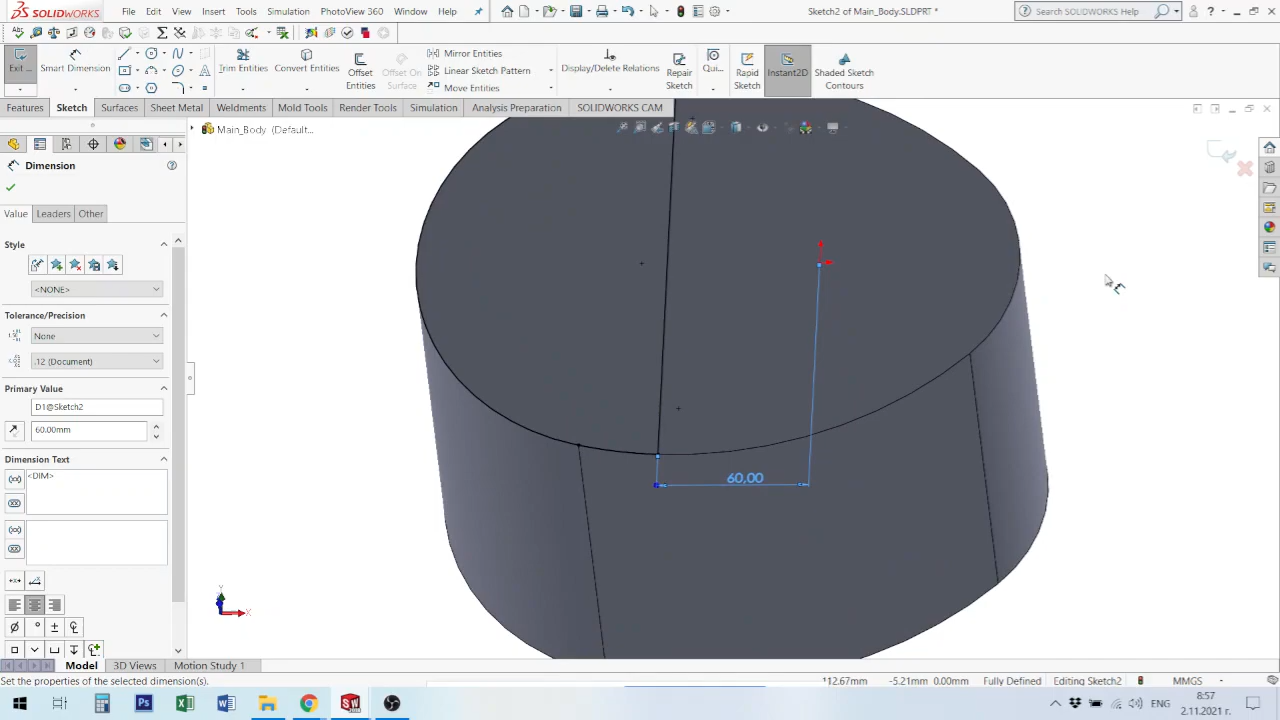 SOLIDWORKS
File
Edit
View
Insert
Tools
Simulation
PhotoView 360
Window
Help
Sketch2 of Main_Body.SLDPRT *
Search SOLIDWORKS Help
Exit ...
Trim Entities
Convert Entities
Offset
Entities
Offset On
Surface
Mirror Entities
Linear Sketch Pattern
Move Entities
Display/Delete Relations
Repair
Sketch
Qui...
Rapid
Sketch
Instant2D
Shaded Sketch
Contours
Features
Sketch
Surfaces
Sheet Metal
Weldments
Mold Tools
Render Tools
Simulation
Analysis Preparation
SOLIDWORKS CAM
Main_Body (Default...
Dimension
Value
Leaders
Other
Style
<NONE>
Tolerance/Precision
None
.12 (Document)
Primary Value
D1@Sketch2
60.00mm
Dimension Text
<DIM>
60,00
Model
3D Views
Motion Study 1
Set the properties of the selected dimension(s).
112.67mm
-5.21mm 0.00mm
Fully Defined
Editing Sketch2
MMGS
ENG
8:57
2.11.2021 г.